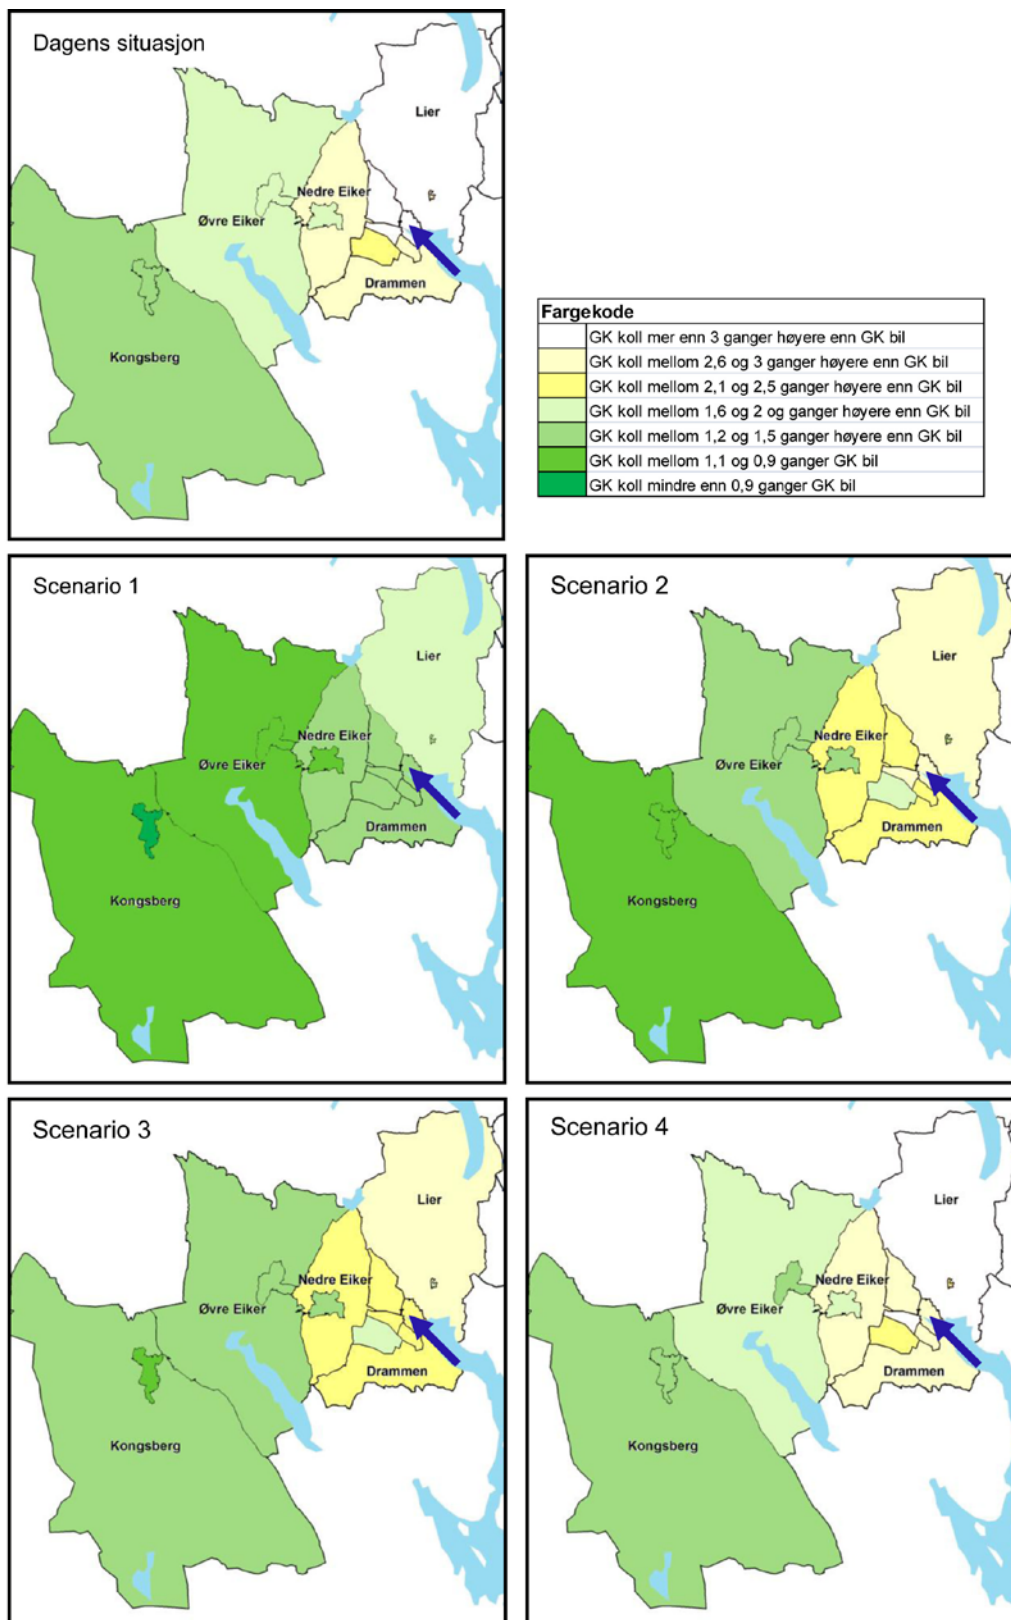 Dagens situasjon
Lier
Nedre Eiker
Øvre Eiker
Drammen
Kongsberg
Fargekode
GK koll mer enn 3 ganger høyere enn GK bil
GK koll mellom 2,6 og 3 ganger høyere enn GK bil
GK koll mellom 2,1 og 2,5 ganger høyere enn GK bil
GK koll mellom 1,6 og 2 og ganger høyere enn GK bil
GK koll mellom 1,2 og 1,5 ganger høyere enn GK bil
GK koll mellom 1,1 og 0,9 ganger GK bil
GK koll mindre enn 0,9 ganger GK bil
Scenario 1
Lier
Nedre Eiker
Øvre Eiker
Drammen
Kongsberg
Scenario 2
Lier
Nedre Eiker
Øvre Eiker
Drammen
Kongsberg
Scenario 3
Lier
Nedre Eiker
Øvre Eiker
Drammen
Kongsberg
Scenario 4
Lier
Nedre Eiker
Øvre Eiker
Drammen
Kongsberg